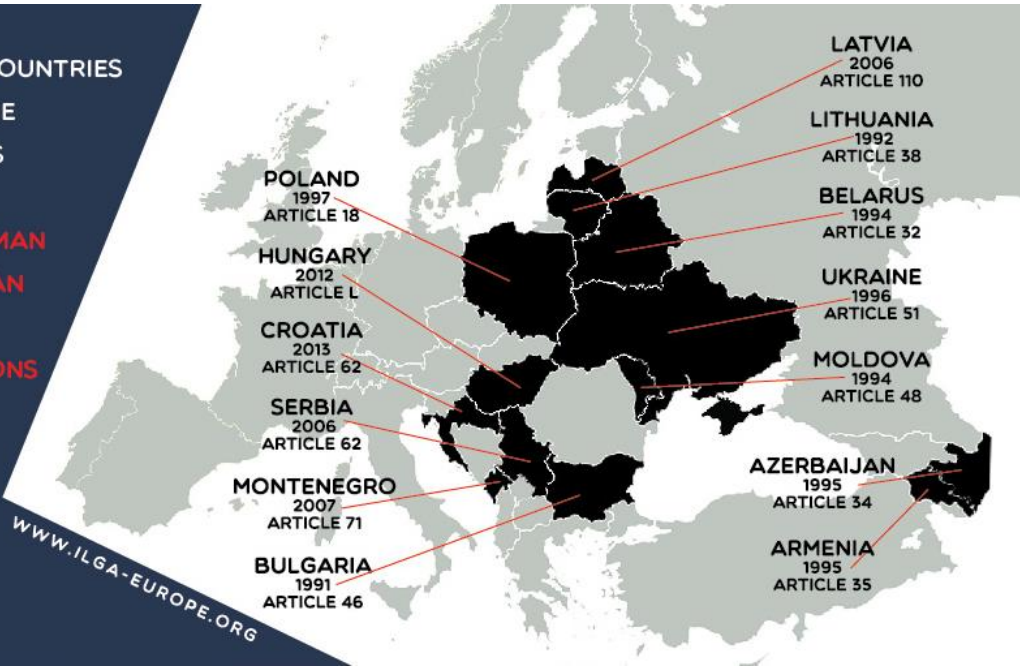 OUNTRIES
E
S
MAN
AN
ONS
WWW.ILGA-EUROPE.ORG
POLAND
1997
ARTICLE 18
HUNGARY
2012
ARTICLE L
CROATIA
2013
ARTICLE 62
SERBIA
2006
ARTICLE 62
MONTENEGRO
2007
ARTICLE 71
BULGARIA
1991
ARTICLE 46
LATVIA
2006
ARTICLE 110
LITHUANIA
1992
ARTICLE 38
BELARUS
1994
ARTICLE 32
UKRAINE
1996
ARTICLE 51
MOLDOVA
1994
ARTICLE 48
AZERBAIJAN
1995
ARTICLE 34
ARMENIA
1995
ARTICLE 35